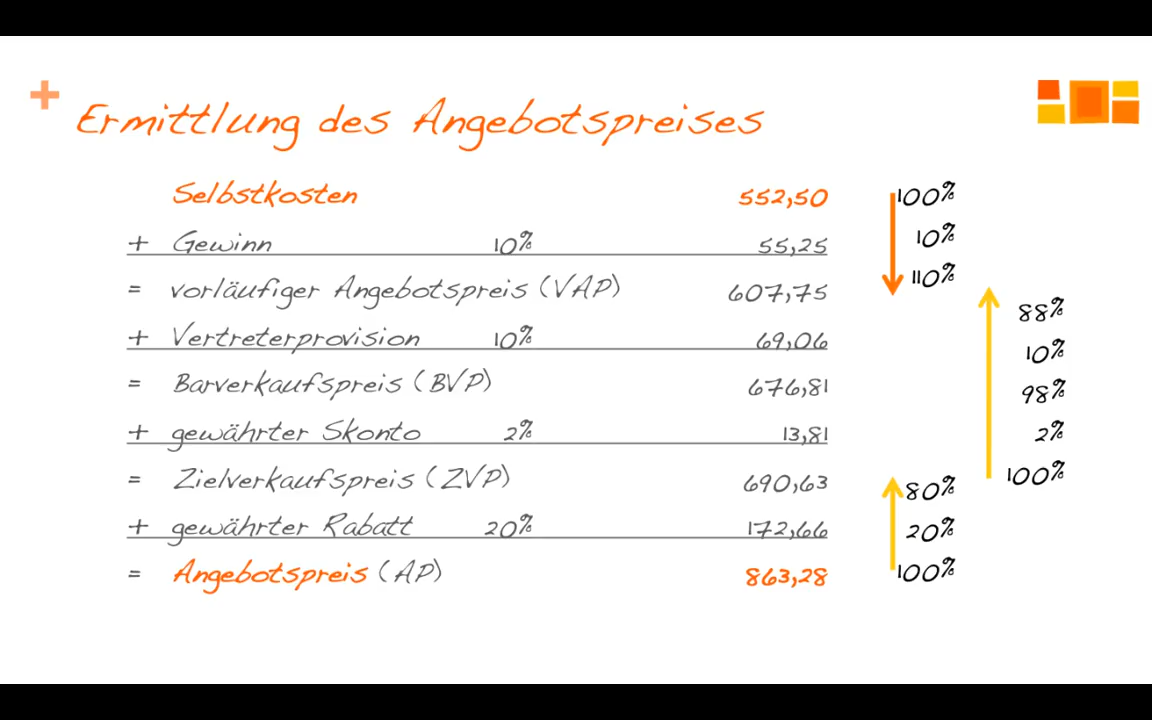 + Ermittlung des Angebotspreises
Selbstkosten 552,50 100%
+ Gewinn 10% 55,25 10%
= vorläufiger Angebotspreis (VAP) 607,75 110% 88%
+ Vertreterprovision 10% 69,06 10%
= Barverkaufspreis (BVP) 676,81 98%
+ gewährter Skonto 2% 13,81 2%
= Zielverkaufspreis (ZVP) 690,63 80% 100%
+ gewährter Rabatt 20% 172,66 20%
= Angebotspreis (AP) 863,28 100%